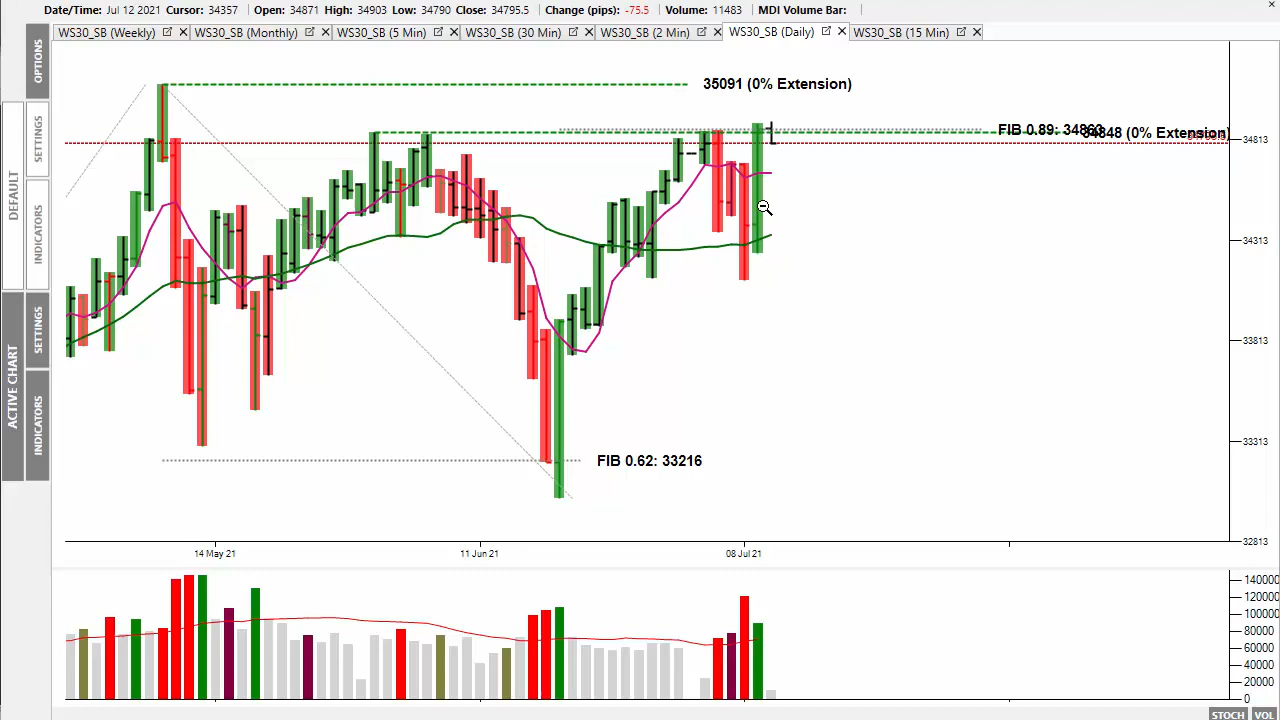 Date/Time: Jul 12 2021 Cursor: 34357 Open: 34871 High: 34903 Low: 34790 Close: 34795.5 Change (pips): -75.5 Volume: 11483 MDI Volume Bar:
WS30_SB (Weekly) WS30_SB (Monthly) WS30_SB (5 Min) WS30_SB (30 Min) WS30_SB (2 Min) WS30_SB (Daily) WS30_SB (15 Min)
OPTIONS
SETTINGS
INDICATORS
DEFAULT
SETTINGS
INDICATORS
ACTIVE CHART
35091 (0% Extension)
FIB 0.89: 34863
34848 (0% Extension)
34813
34313
33813
33313
FIB 0.62: 33216
32813
14 May 21 11 Jun 21 08 Jul 21
140000
120000
100000
80000
60000
40000
20000
0
STOCH VOL